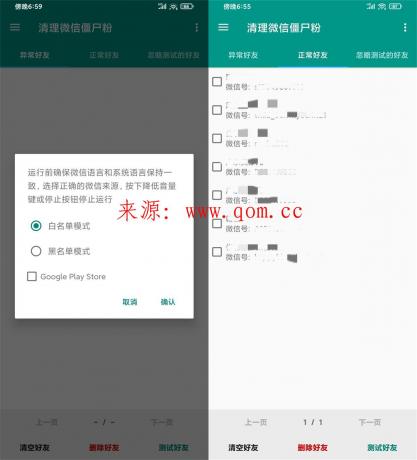 傍晚6:59
清理微信僵尸粉
异常好友
正常好友
忽略测试的好友
运行前确保微信语言和系统语言保持一
致，选择正确的微信来源，按下降低音量
键或停止按钮停止运行
白名单模式
黑名单模式
Google Play Store
取消
确认
上一页
- / -
下一页
清空好友
删除好友
测试好友
傍晚6:55
清理微信僵尸粉
异常好友
正常好友
忽略测试的好友
微信号:
微信号:
微信号:
微信号:
微信号:
微信号:
微信号:
上一页
1 / 1
下一页
清空好友
删除好友
测试好友
来源: www.qom.cc